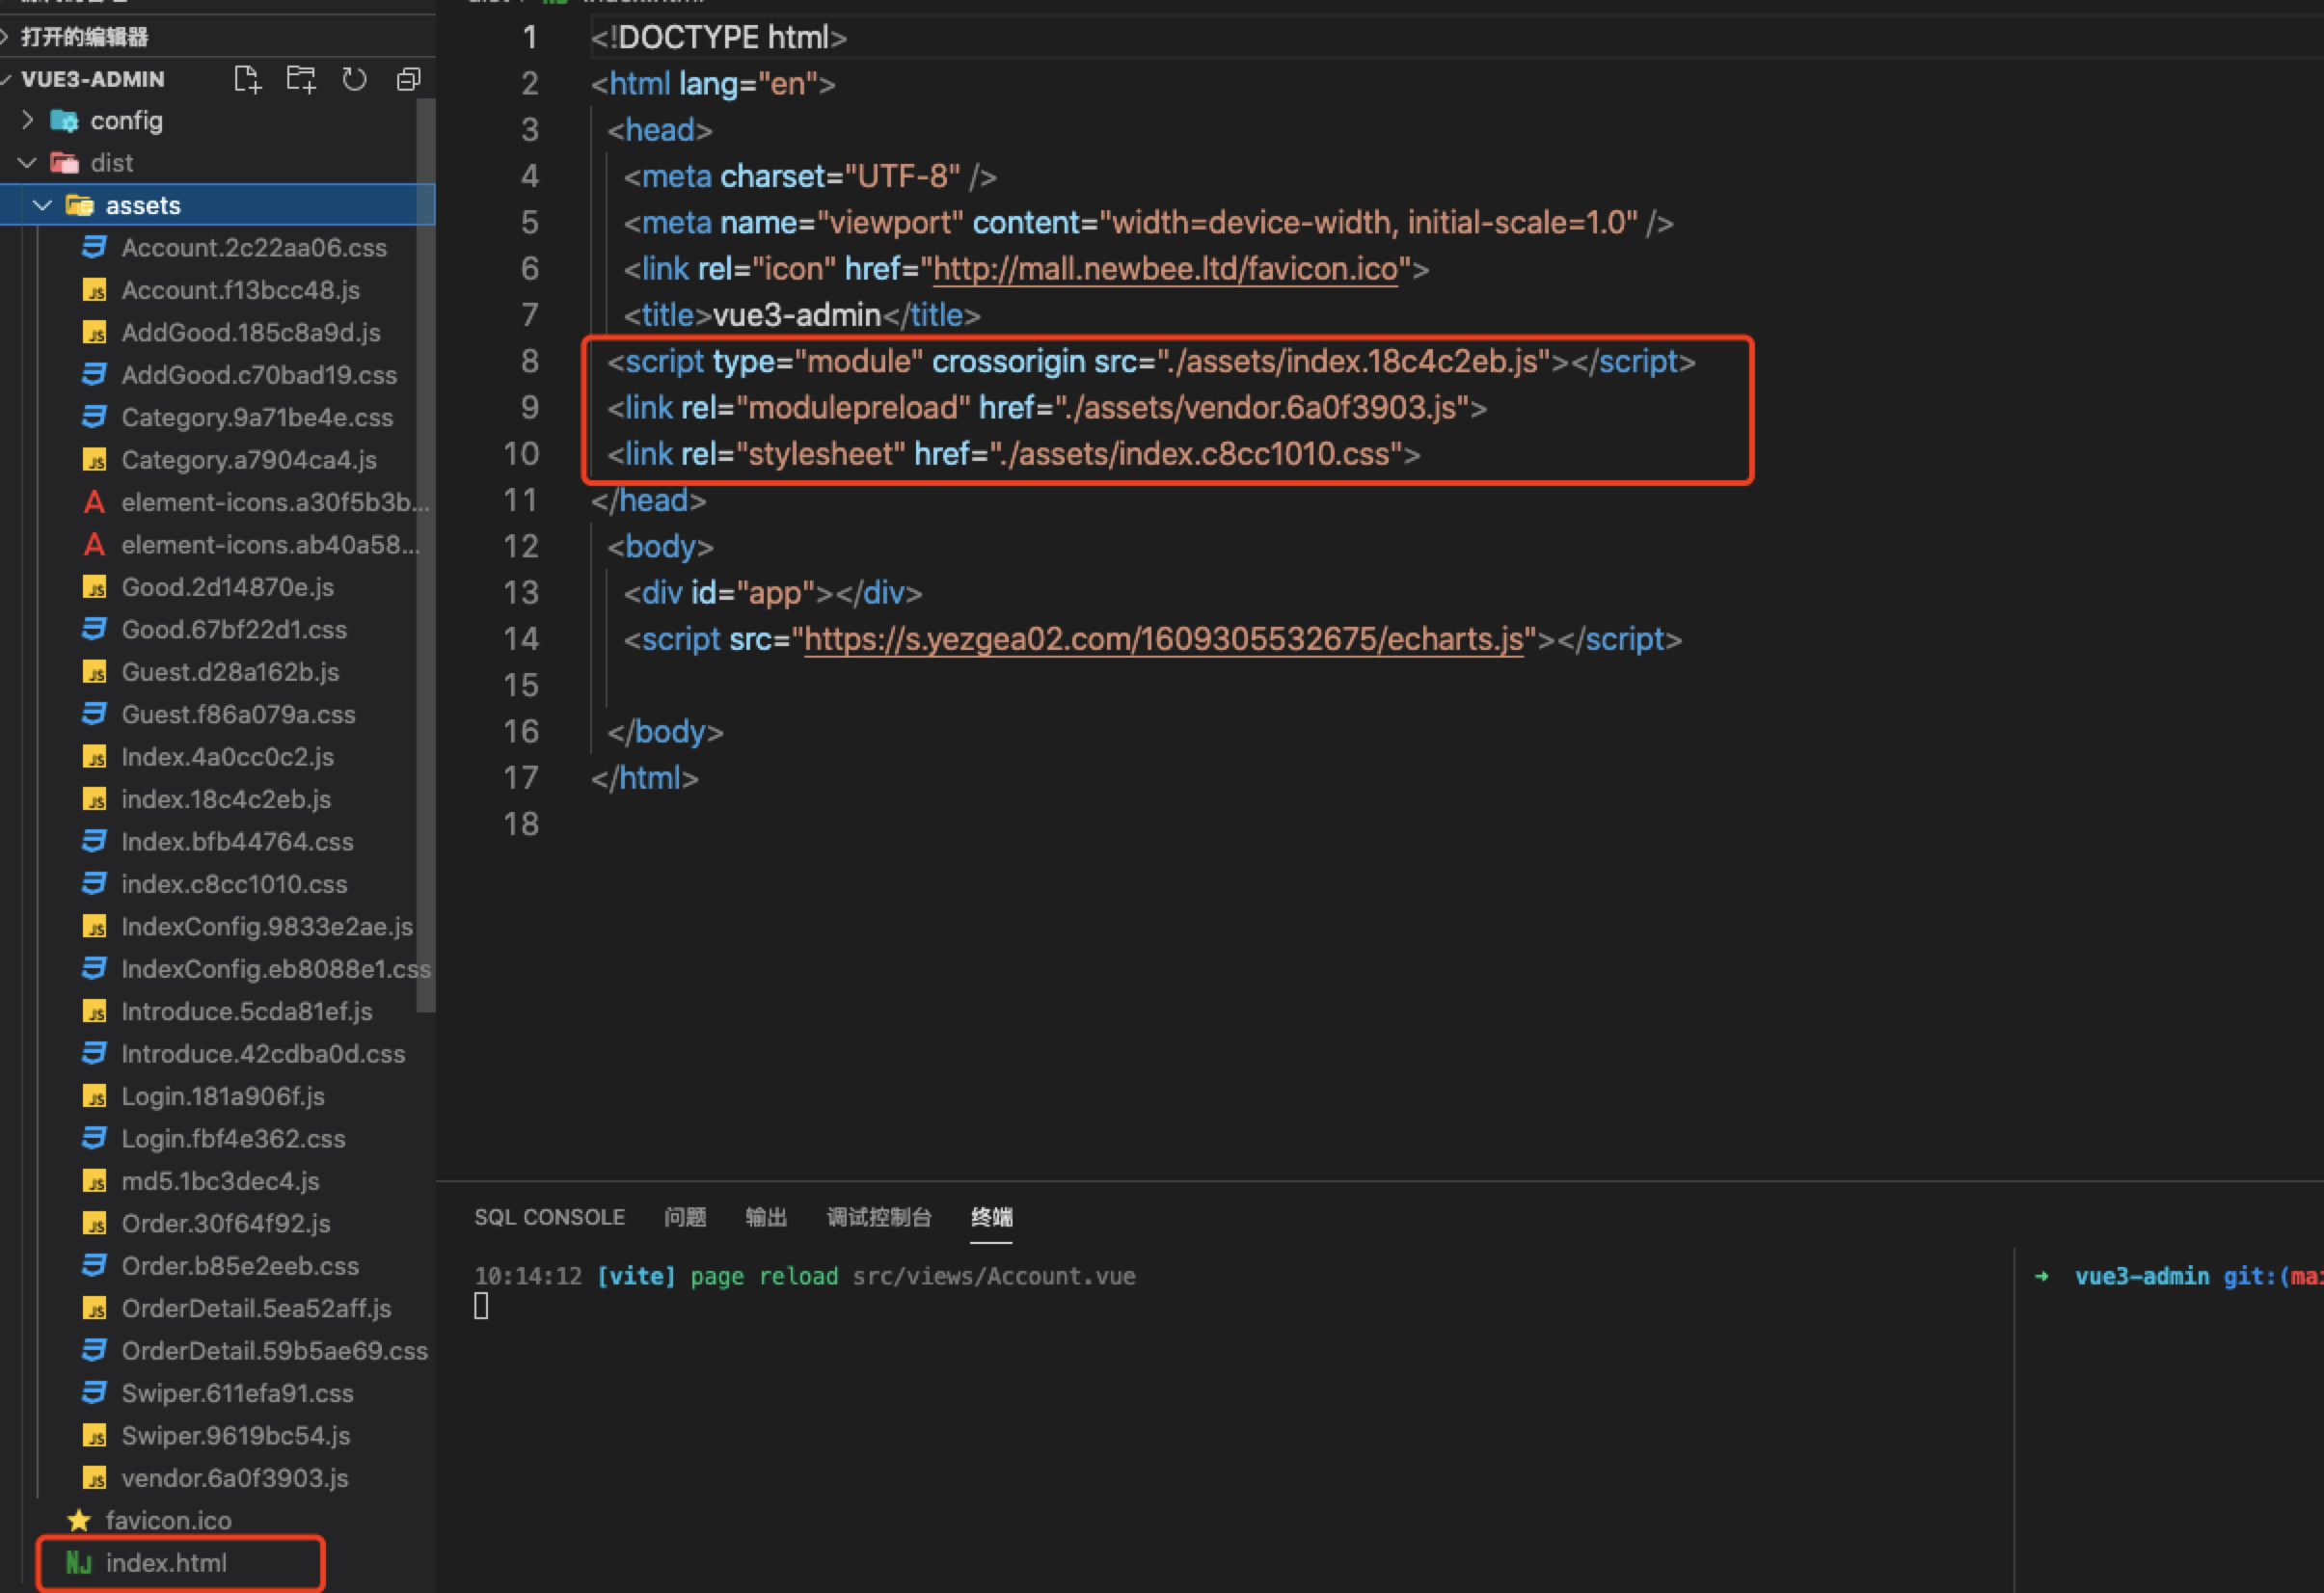 打开的编辑器
VUE3-ADMIN
config
dist
assets
Account.2c22aa06.css
Account.f13bcc48.js
AddGood.185c8a9d.js
AddGood.c70bad19.css
Category.9a71be4e.css
Category.a7904ca4.js
element-icons.a30f5b3b...
element-icons.ab40a58...
Good.2d14870e.js
Good.67bf22d1.css
Guest.d28a162b.js
Guest.f86a079a.css
Index.4a0cc0c2.js
index.18c4c2eb.js
Index.bfb44764.css
index.c8cc1010.css
IndexConfig.9833e2ae.js
IndexConfig.eb8088e1.css
Introduce.5cda81ef.js
Introduce.42cdba0d.css
Login.181a906f.js
Login.fbf4e362.css
md5.1bc3dec4.js
Order.30f64f92.js
Order.b85e2eeb.css
OrderDetail.5ea52aff.js
OrderDetail.59b5ae69.css
Swiper.611efa91.css
Swiper.9619bc54.js
vendor.6a0f3903.js
favicon.ico
index.html
1 <!DOCTYPE html>
2 <html lang="en">
3 <head>
4 <meta charset="UTF-8" />
5 <meta name="viewport" content="width=device-width, initial-scale=1.0" />
6 <link rel="icon" href="http://mall.newbee.ltd/favicon.ico">
7 <title>vue3-admin</title>
8 <script type="module" crossorigin src="./assets/index.18c4c2eb.js"></script>
9 <link rel="modulepreload" href="./assets/vendor.6a0f3903.js">
10 <link rel="stylesheet" href="./assets/index.c8cc1010.css">
11 </head>
12 <body>
13 <div id="app"></div>
14 <script src="https://s.yezgea02.com/1609305532675/echarts.js"></script>
15
16 </body>
17 </html>
18
SQL CONSOLE 问题 输出 调试控制台 终端
10:14:12 [vite] page reload src/views/Account.vue
➜ vue3-admin git:(mai